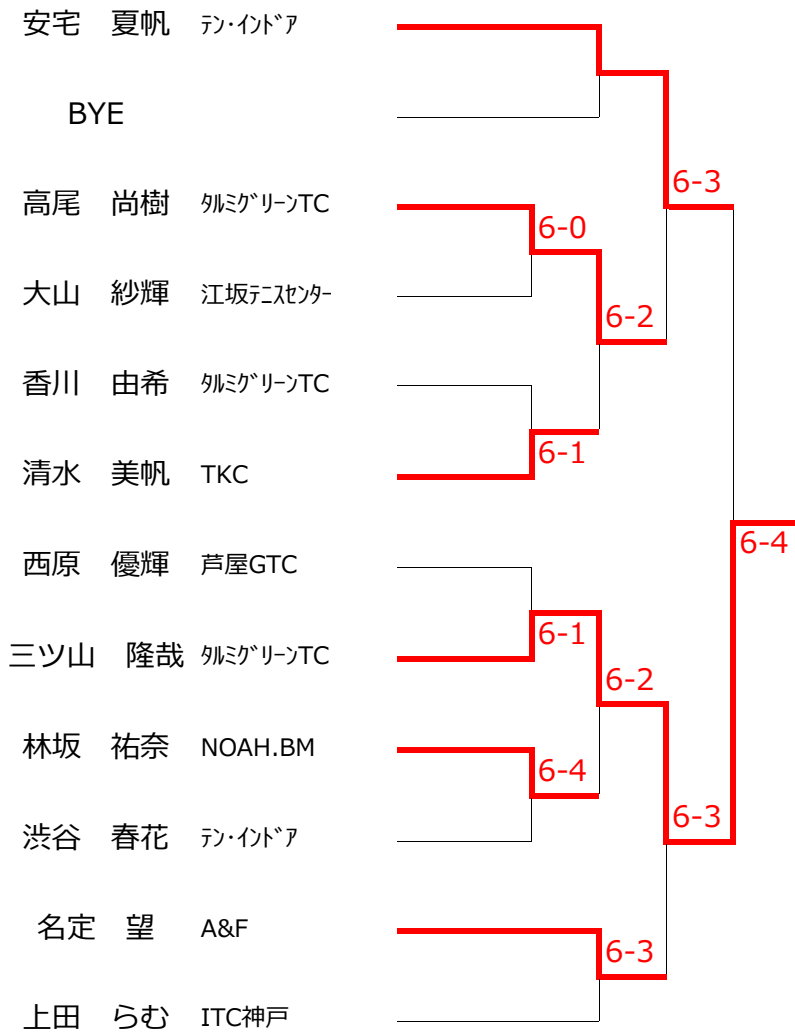 安宅　夏帆 ﾃﾝ･ｲﾝﾄﾞｱ
BYE
6-3
高尾　尚樹 ﾀﾙﾐｸﾞﾘｰﾝTC
6-0
大山　紗輝 江坂ﾃﾆｽｾﾝﾀｰ
6-2
香川　由希 ﾀﾙﾐｸﾞﾘｰﾝTC
6-1
清水　美帆 TKC
6-4
西原　優輝 芦屋GTC
6-1
三ツ山　隆哉 ﾀﾙﾐｸﾞﾘｰﾝTC
6-2
林坂　祐奈 NOAH.BM
6-4
6-3
渋谷　春花 ﾃﾝ･ｲﾝﾄﾞｱ
名定　望 A&F
6-3
上田　らむ ITC神戸